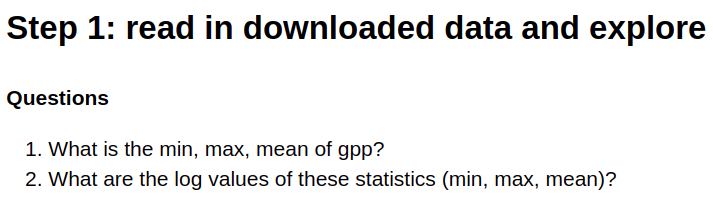 Step 1: read in downloaded data and explore
Questions
1. What is the min, max, mean of gpp?
2. What are the log values of these statistics (min, max, mean)?